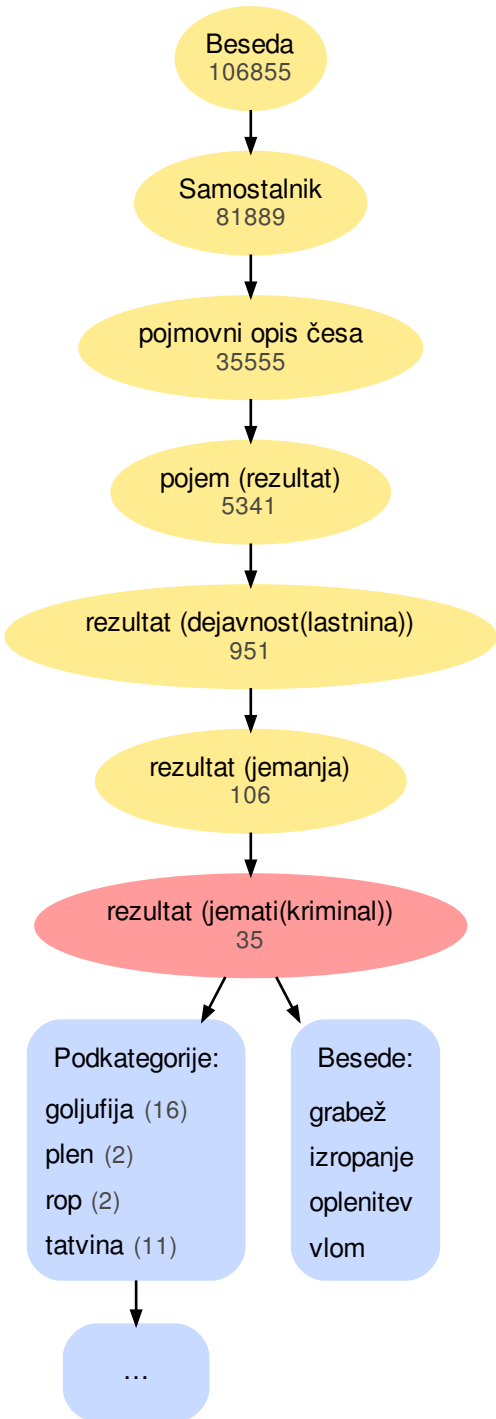 Beseda
106855
Samostalnik
81889
pojmovni opis česa
35555
pojem (rezultat)
5341
rezultat (dejavnost(lastnina))
951
rezultat (jemanja)
106
rezultat (jemati(kriminal))
35
Podkategorije:
goljufija (16)
plen (2)
rop (2)
tatvina (11)
Besede:
grabež
izropanje
oplenitev
vlom
...